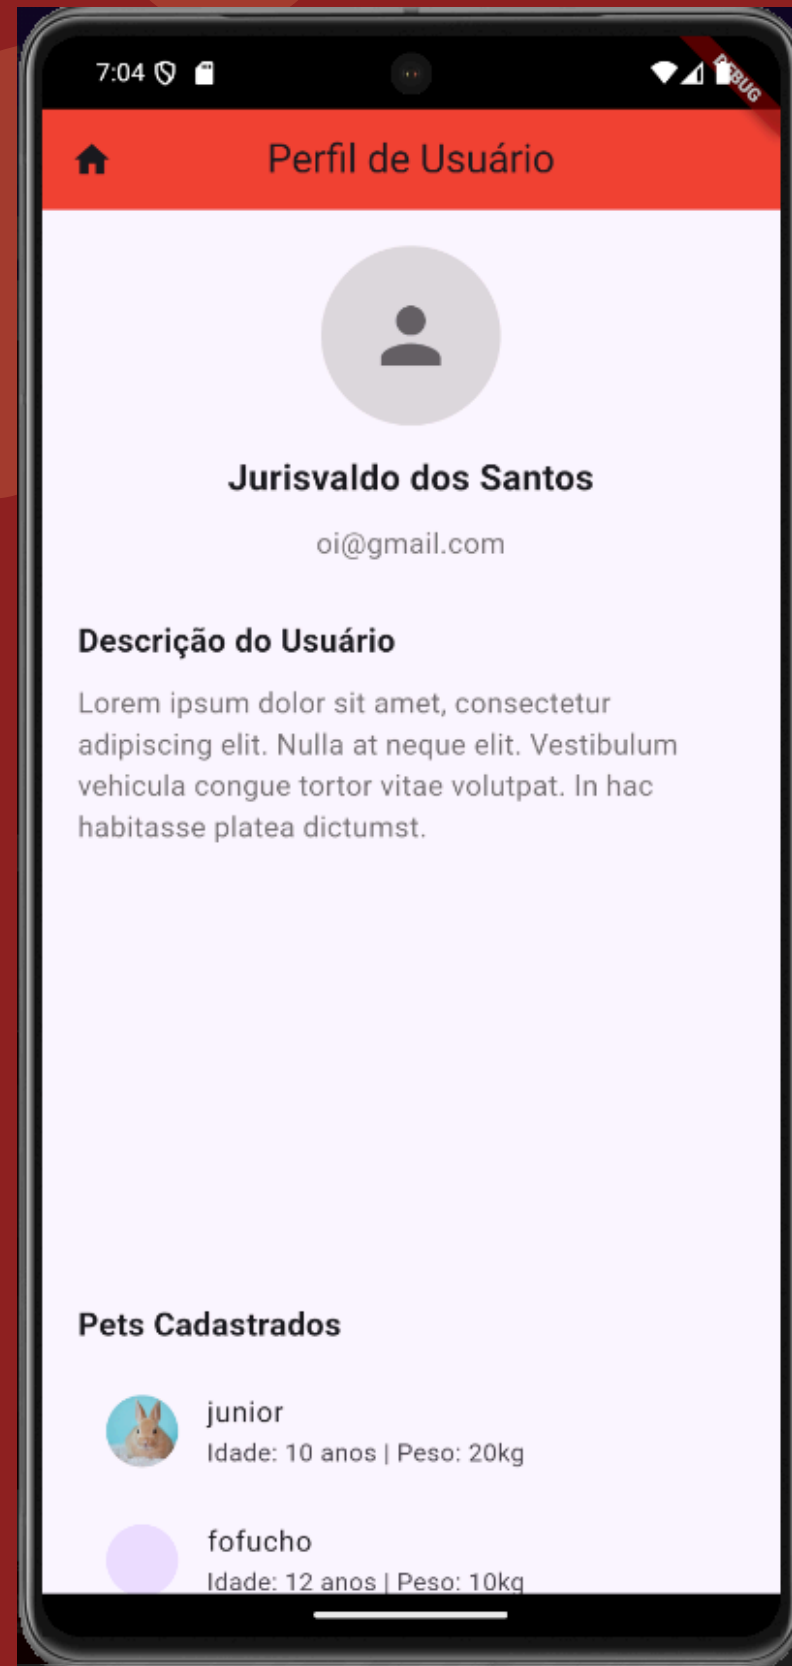 7:04
DEBUG
Perfil de Usuário
Jurisvaldo dos Santos
oi@gmail.com
Descrição do Usuário
Lorem ipsum dolor sit amet, consectetur
adipiscing elit. Nulla at neque elit. Vestibulum
vehicula congue tortor vitae volutpat. In hac
habitasse platea dictumst.
Pets Cadastrados
junior
Idade: 10 anos | Peso: 20kg
fofucho
Idade: 12 anos | Peso: 10kg